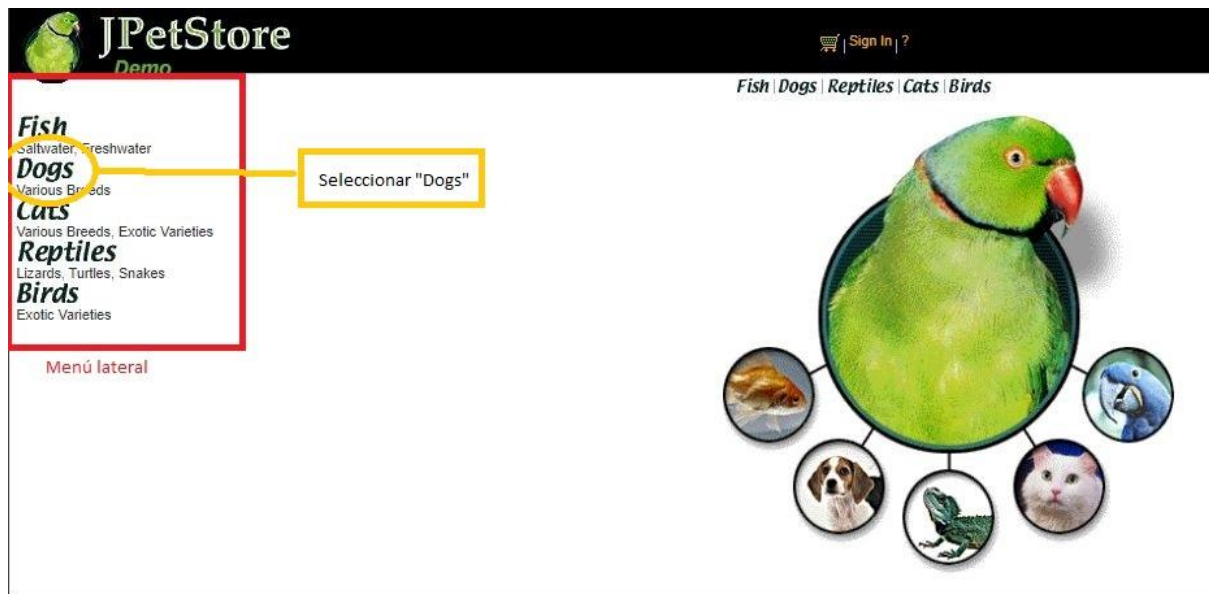 JPetStore
Demo
Sign In | ?
Fish | Dogs | Reptiles | Cats | Birds
Fish
Saltwater, Freshwater
Dogs
Various Breeds
Seleccionar "Dogs"
Cats
Various Breeds, Exotic Varieties
Reptiles
Lizards, Turtles, Snakes
Birds
Exotic Varieties
Menú lateral